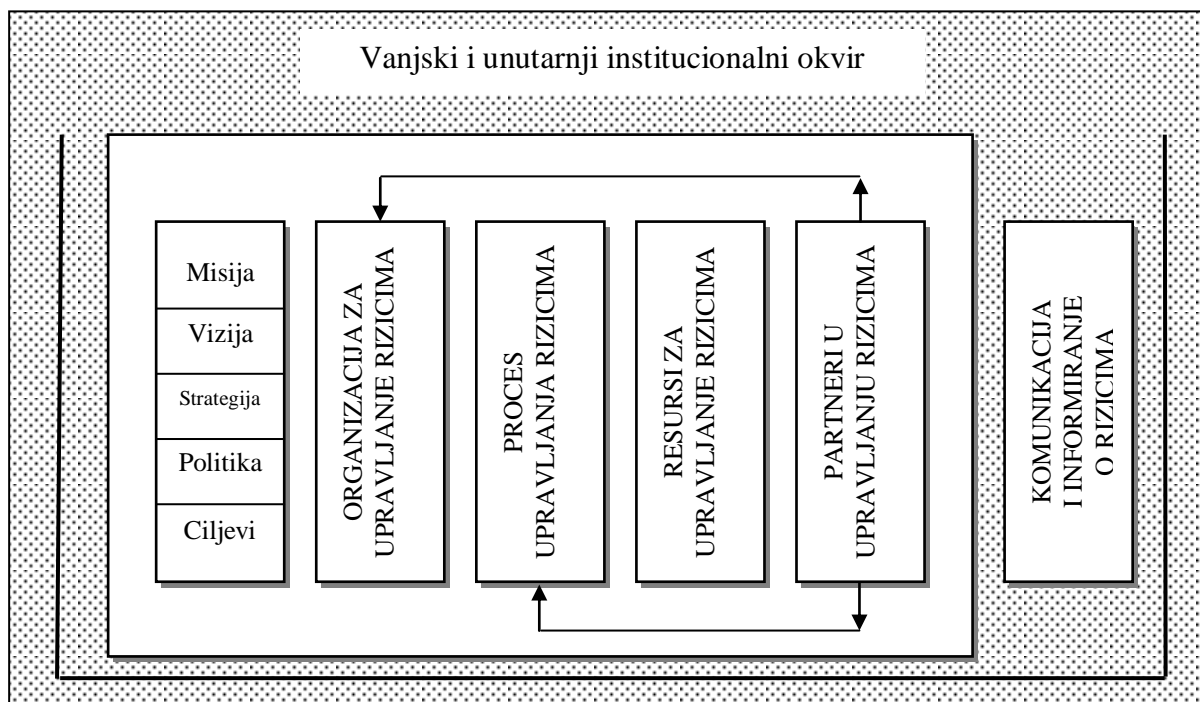 Vanjski i unutarnji institucionalni okvir
Misija
Vizija
Strategija
Politika
Ciljevi
ORGANIZACIJA ZA
UPRAVLJANJE RIZICIMA
PROCES
UPRAVLJANJA RIZICIMA
RESURSI ZA
UPRAVLJANJE RIZICIMA
PARTNERI U
UPRAVLJANJU RIZICIMA
KOMUNIKACIJA
I INFORMIRANJE
O RIZICIMA